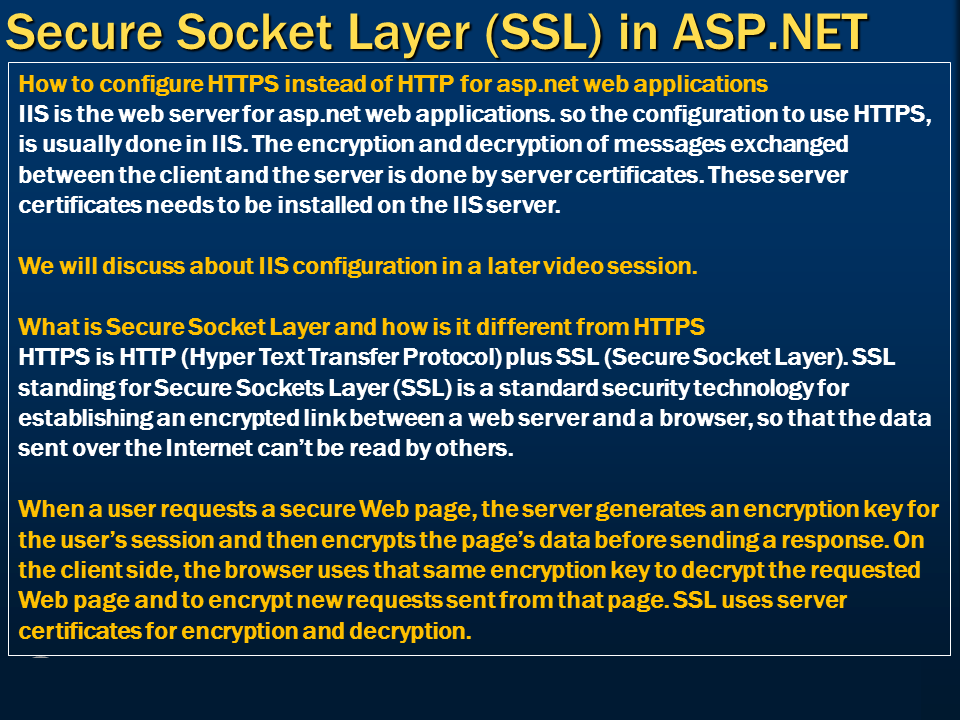 Secure Socket Layer (SSL) in ASP.NET
How to configure HTTPS instead of HTTP for asp.net web applications
IIS is the web server for asp.net web applications. so the configuration to use HTTPS,
is usually done in IIS. The encryption and decryption of messages exchanged
between the client and the server is done by server certificates. These server
certificates needs to be installed on the IIS server.
We will discuss about IIS configuration in a later video session.
What is Secure Socket Layer and how is it different from HTTPS
HTTPS is HTTP (Hyper Text Transfer Protocol) plus SSL (Secure Socket Layer). SSL
standing for Secure Sockets Layer (SSL) is a standard security technology for
establishing an encrypted link between a web server and a browser, so that the data
sent over the Internet can’t be read by others.
When a user requests a secure Web page, the server generates an encryption key for
the user’s session and then encrypts the page’s data before sending a response. On
the client side, the browser uses that same encryption key to decrypt the requested
Web page and to encrypt new requests sent from that page. SSL uses server
certificates for encryption and decryption.